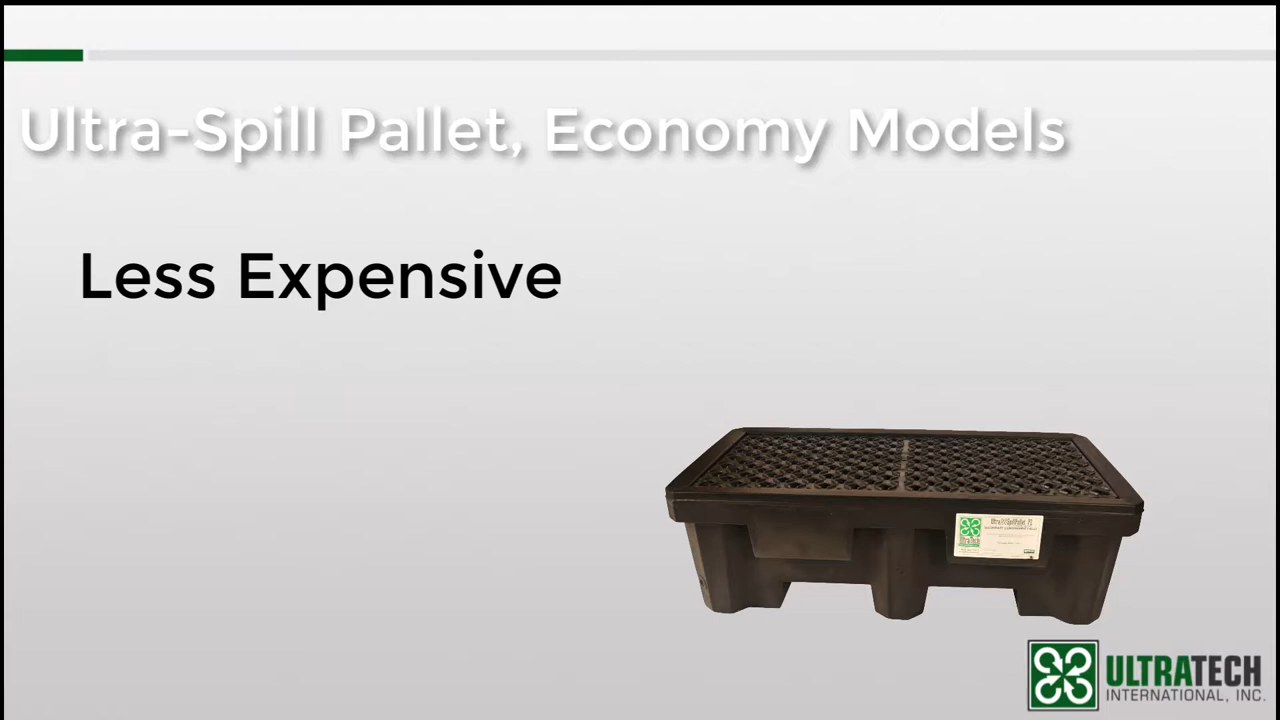 Ultra-Spill Pallet, Economy Models
Less Expensive
ULTRATECH
INTERNATIONAL, INC.